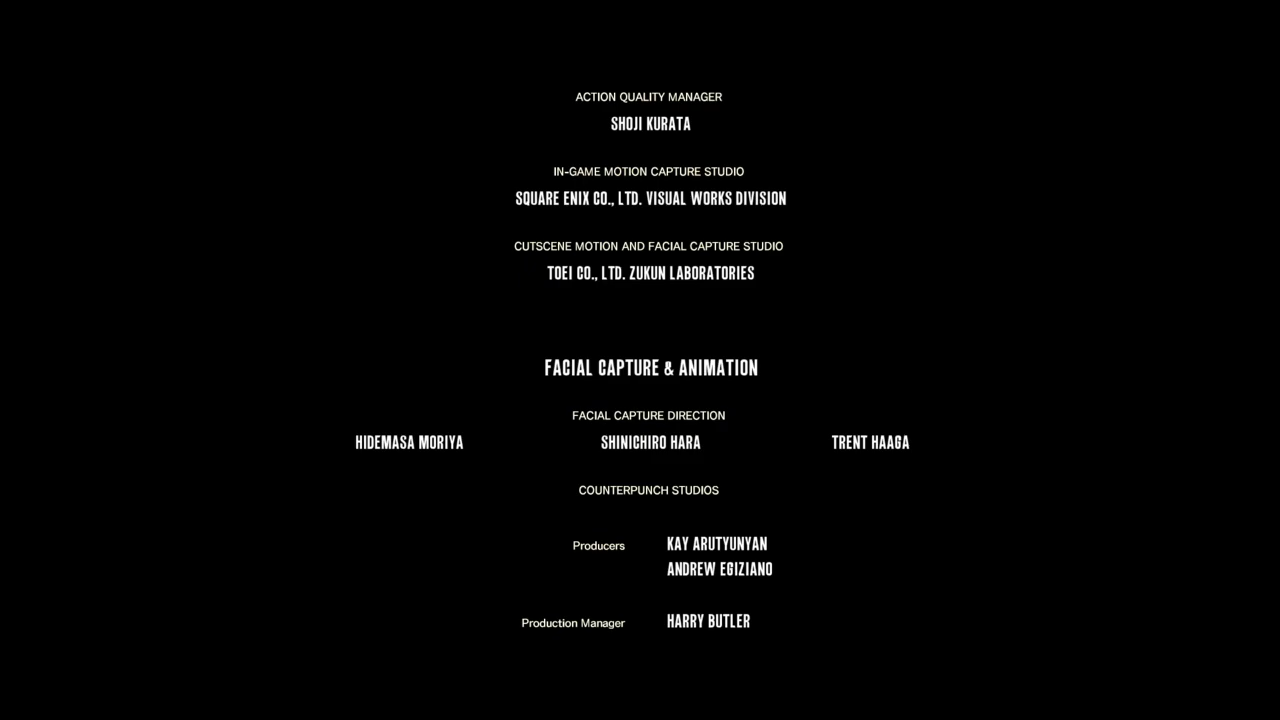 ACTION QUALITY MANAGER
SHOJI KURATA
IN-GAME MOTION CAPTURE STUDIO
SQUARE ENIX CO., LTD. VISUAL WORKS DIVISION
CUTSCENE MOTION AND FACIAL CAPTURE STUDIO
TOEI CO., LTD. ZUKUN LABORATORIES
FACIAL CAPTURE & ANIMATION
FACIAL CAPTURE DIRECTION
HIDEMASA MORIYA SHINICHIRO HARA TRENT HAAGA
COUNTERPUNCH STUDIOS
Producers KAY ARUTYUNYAN
ANDREW EGIZIANO
Production Manager HARRY BUTLER